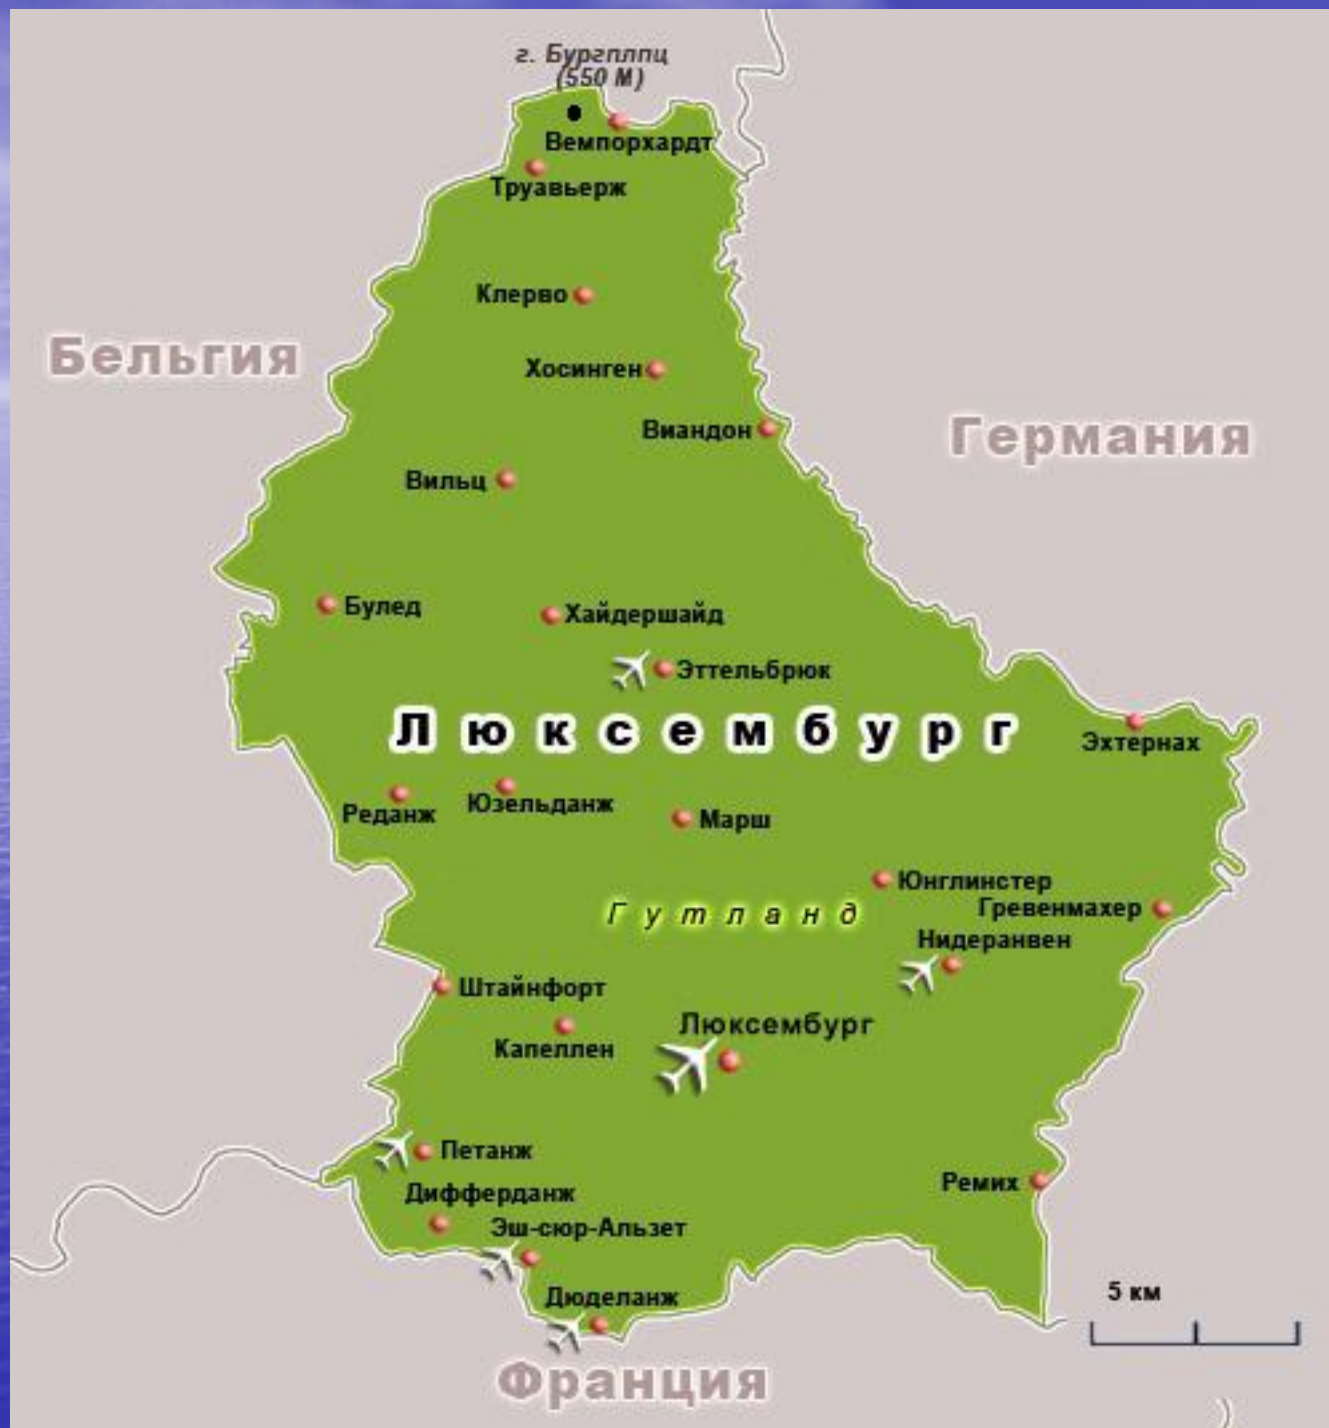 г. Бургплпц
(550 М)
Вемпорхардт
Труавьерж
Клерво
Бельгия
Хосинген
Виандон
Германия
Вильц
Булед
Хайдершайд
Эттельбрюк
Люксембург
Эхтернах
Реданж
Юзельданж
Марш
Юнглинстер
Гутланд
Гревенмахер
Нидеранвен
Штайнфорт
Люксембург
Капеллен
Петанж
Ремих
Дифферданж
Эш-сюр-Альзет
Дюделанж
5 км
Франция